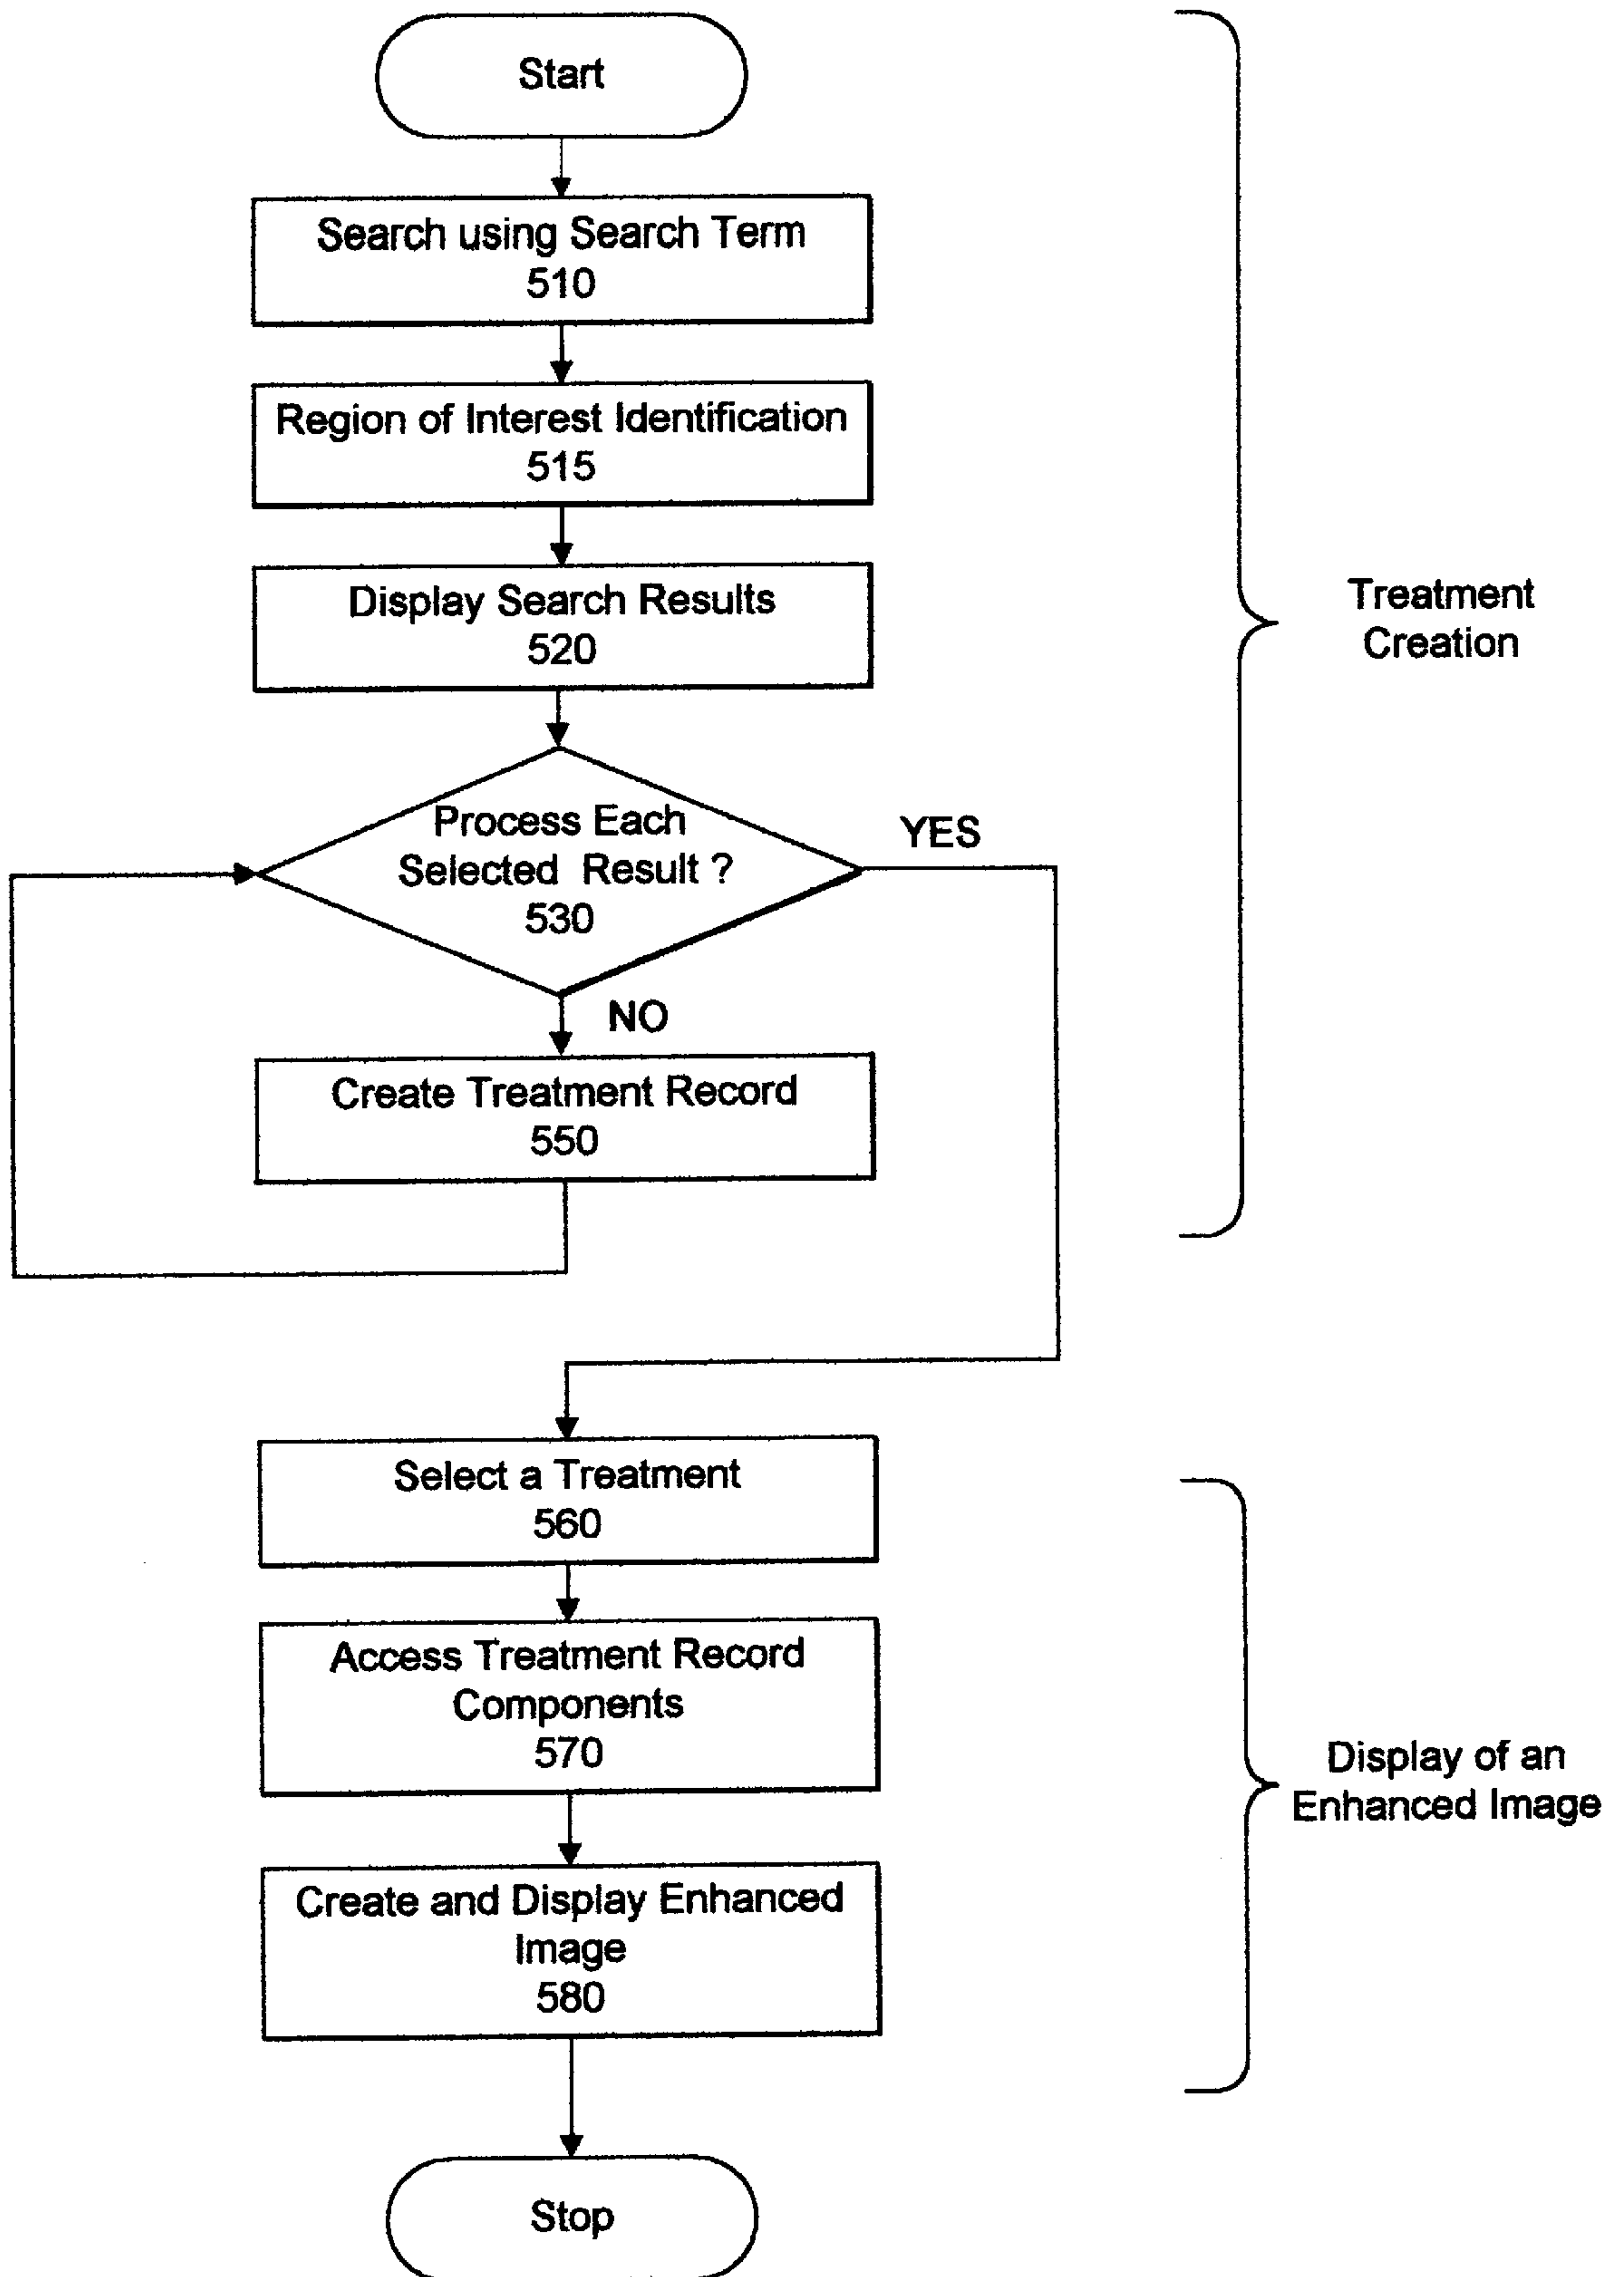 Start
Search using Search Term
510
Region of Interest Identification
515
Display Search Results
520
Treatment
Creation
Process Each
Selected Result ?
530
YES
NO
Create Treatment Record
550
Select a Treatment
560
Access Treatment Record
Components
570
Display of an
Enhanced Image
Create and Display Enhanced
Image
580
Stop